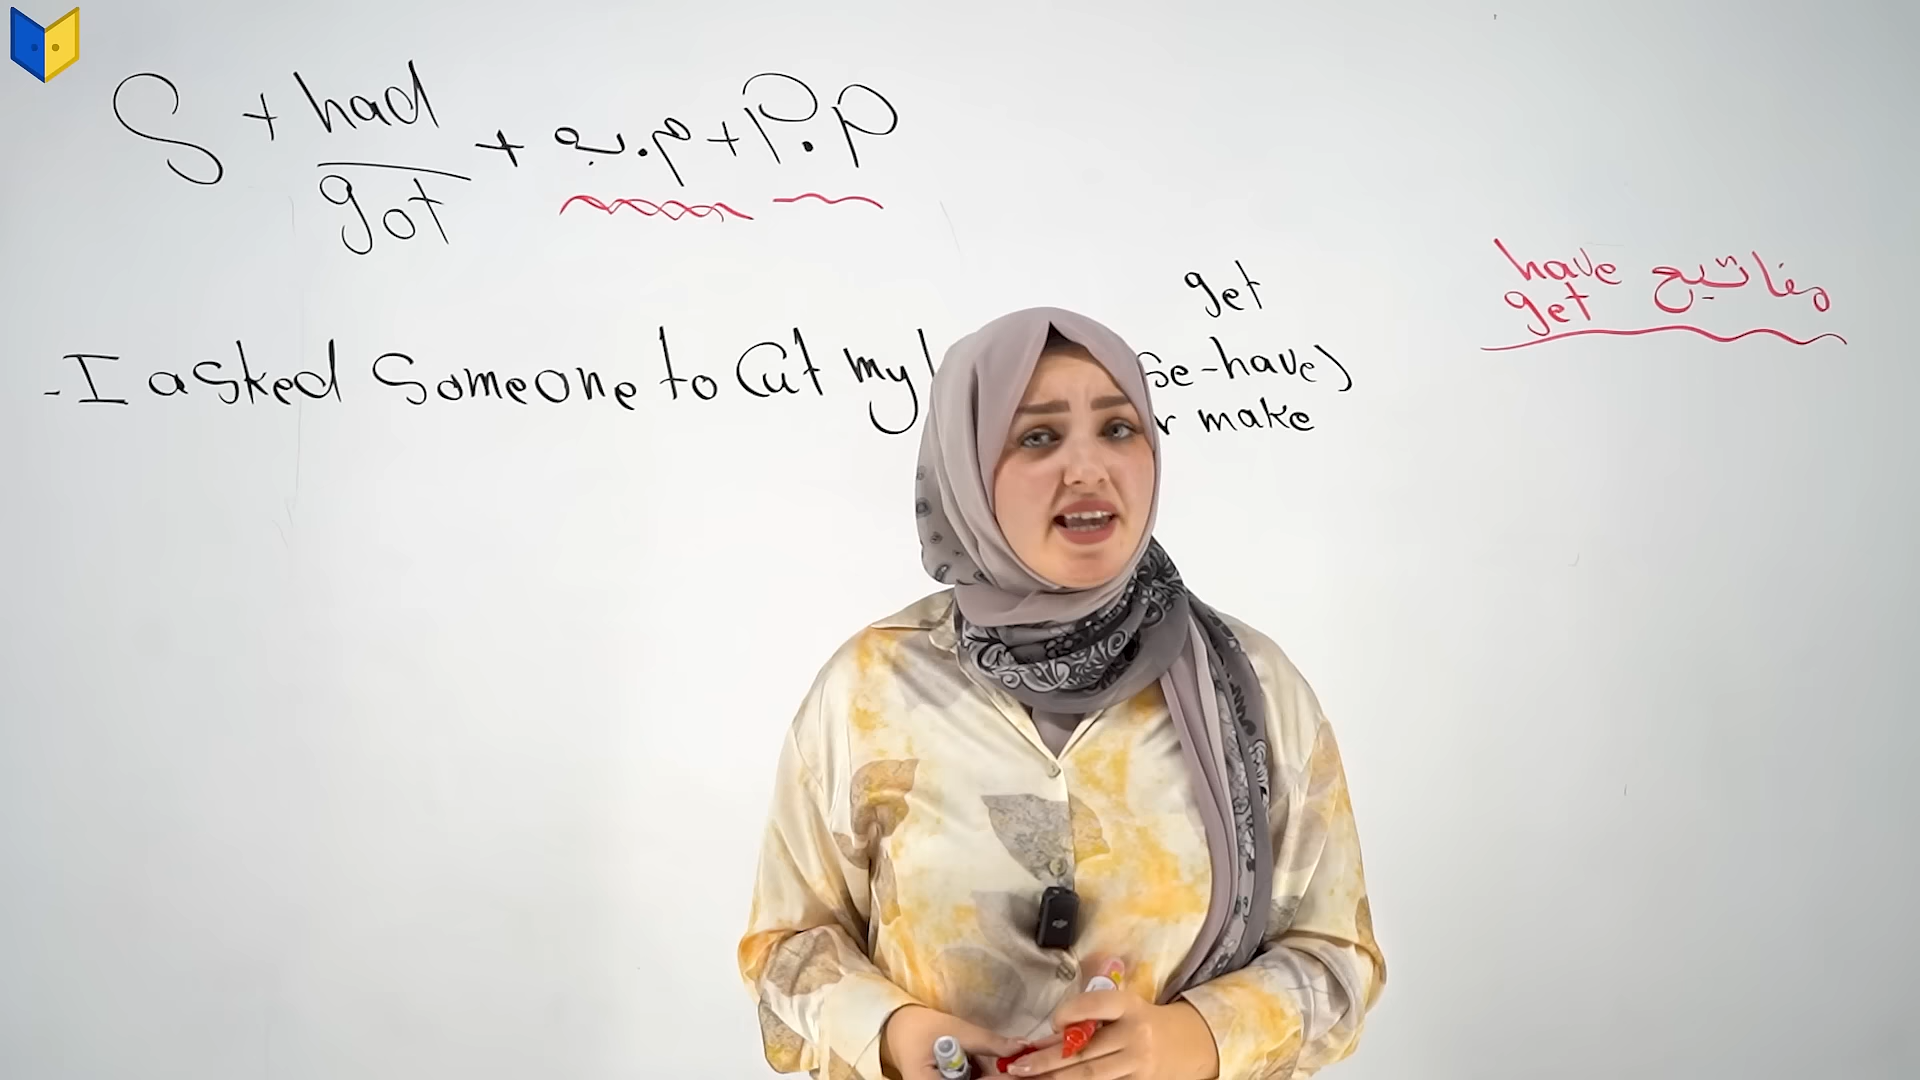 S + had + م.به + P.P
got
have مفاتيح
get
get
- I asked someone to cut my se-have)
make